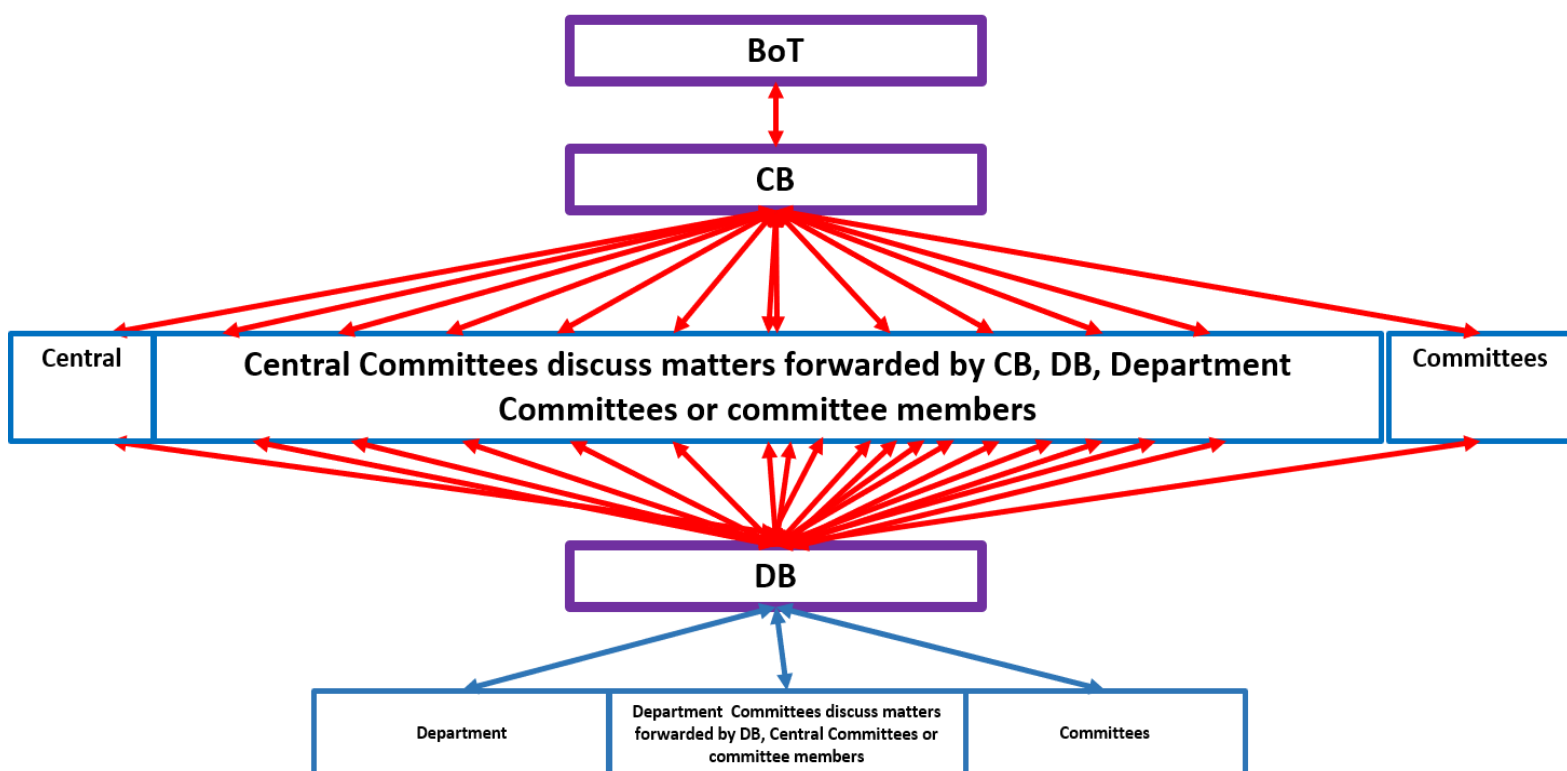 BoT
CB
Central
Central Committees discuss matters forwarded by CB, DB, Department
Committees or committee members
Committees
DB
Department
Department  Committees discuss matters
forwarded by DB, Central Committees or
committee members
Committees